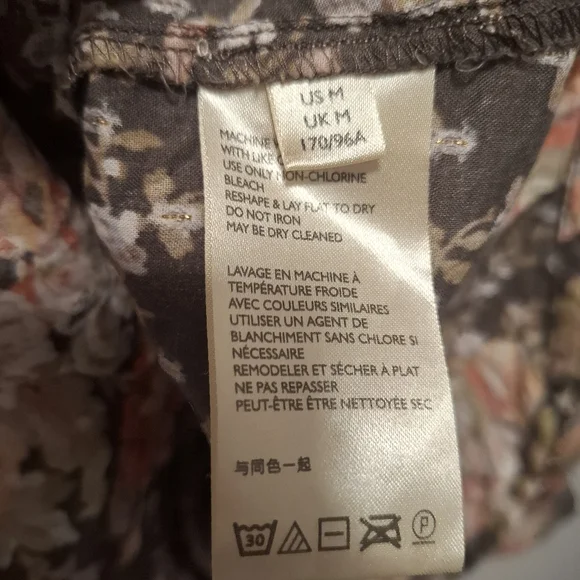 US M
UK M
170/96A
MACHINE
WITH LIKE
USE ONLY NON-CHLORINE
BLEACH
RESHAPE & LAY FLAT TO DRY
DO NOT IRON
MAY BE DRY CLEANED
LAVAGE EN MACHINE À
TEMPÉRATURE FROIDE
AVEC COULEURS SIMILAIRES
UTILISER UN AGENT DE
BLANCHIMENT SANS CHLORE SI
NÉCESSAIRE
REMODELER ET SÉCHER À PLAT
NE PAS REPASSER
PEUT-ÊTRE ÊTRE NETTOYÉE SEC
与同色一起
30
P